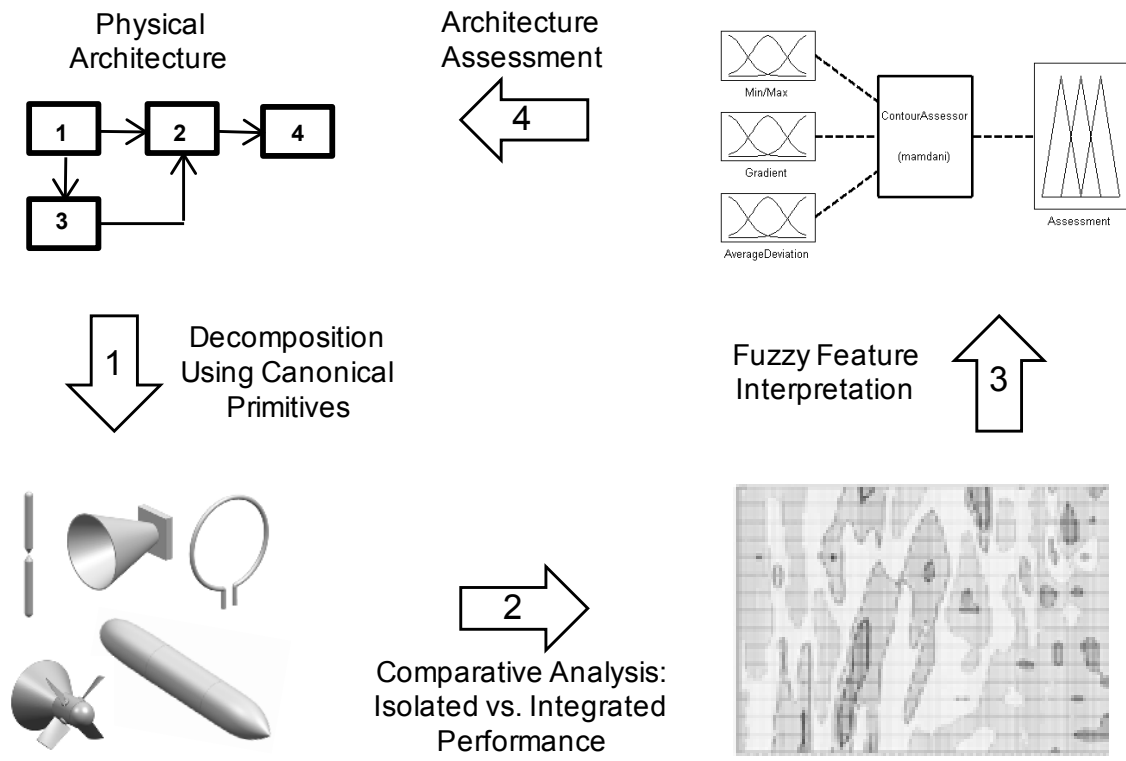 Physical
Architecture
1
2
4
3
Architecture
Assessment
4
Min/Max
Gradient
AverageDeviation
ContourAssessor
(mamdani)
Assessment
1
Decomposition
Using Canonical
Primitives
Fuzzy Feature
Interpretation
3
2
Comparative Analysis:
Isolated vs. Integrated
Performance